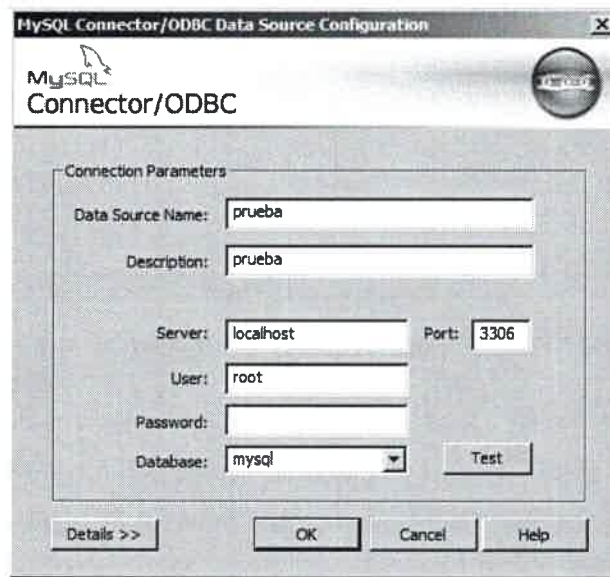 MySQL Connector/ODBC Data Source Configuration X
MySQL
Connector/ODBC
Connection Parameters
Data Source Name: prueba
Description: prueba
Server: localhost Port: 3306
User: root
Password:
Database: mysql Test
Details >> OK Cancel Help